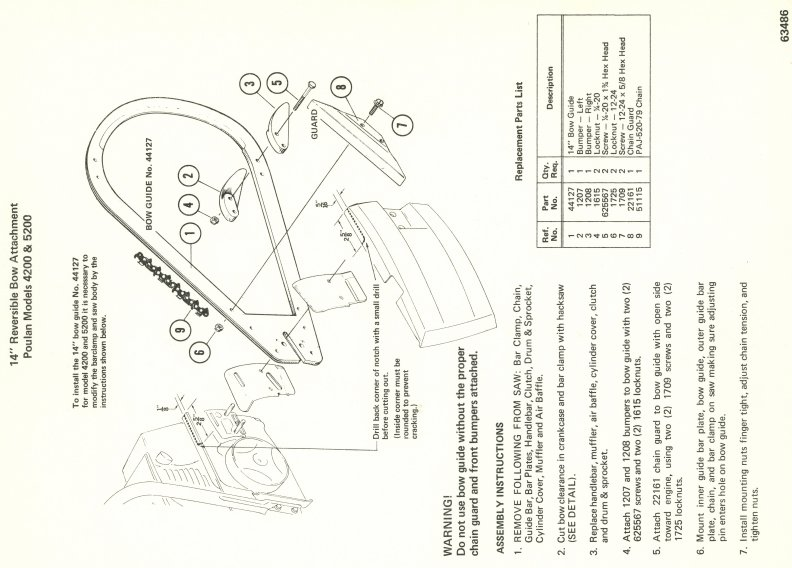 14" Reversible Bow Attachment
Poulan Models 4200 & 5200
To install the 14" bow guide No. 44127
for model 4200 and 5200 it is necessary to
modify the barclamp and saw body by the
instructions shown below.
BOW GUIDE No. 44127
GUARD
1
2
3
4
5
6
7
8
9
Drill back corner of notch with a small drill
before cutting out.
(Inside corner must be
rounded to prevent
cracking.)
WARNING!
Do not use bow guide without the proper
chain guard and front bumpers attached.
ASSEMBLY INSTRUCTIONS
1. REMOVE FOLLOWING FROM SAW: Bar Clamp, Chain,
Guide Bar, Bar Plates, Handlebar, Clutch, Drum & Sprocket,
Cylinder Cover, Muffler and Air Baffle.
2. Cut bow clearance in crankcase and bar clamp with hacksaw
(SEE DETAIL).
3. Replace handlebar, muffler, air baffle, cylinder cover, clutch
and drum & sprocket.
4. Attach 1207 and 1208 bumpers to bow guide with two (2)
625567 screws and two (2) 1615 locknuts.
5. Attach 22161 chain guard to bow guide with open side
toward engine, using two (2) 1709 screws and two (2)
1725 locknuts.
6. Mount inner guide bar plate, bow guide, outer guide bar
plate, chain, and bar clamp on saw making sure adjusting
pin enters hole on bow guide.
7. Install mounting nuts finger tight, adjust chain tension, and
tighten nuts.
Replacement Parts List
Ref. No. Part No. Qty. Req. Description
1 44127 1 14" Bow Guide
2 1207 1 Bumper – Left
3 1208 1 Bumper – Right
4 1615 2 Locknut – ¼-20
5 625567 2 Screw – ¼-20 x 1¾ Hex Head
6 1725 2 Locknut – 12-24
7 1709 2 Screw – 12-24 x 5/8 Hex Head
8 22161 1 Chain Guard
9 51115 1 PAJ-520-79 Chain
63486